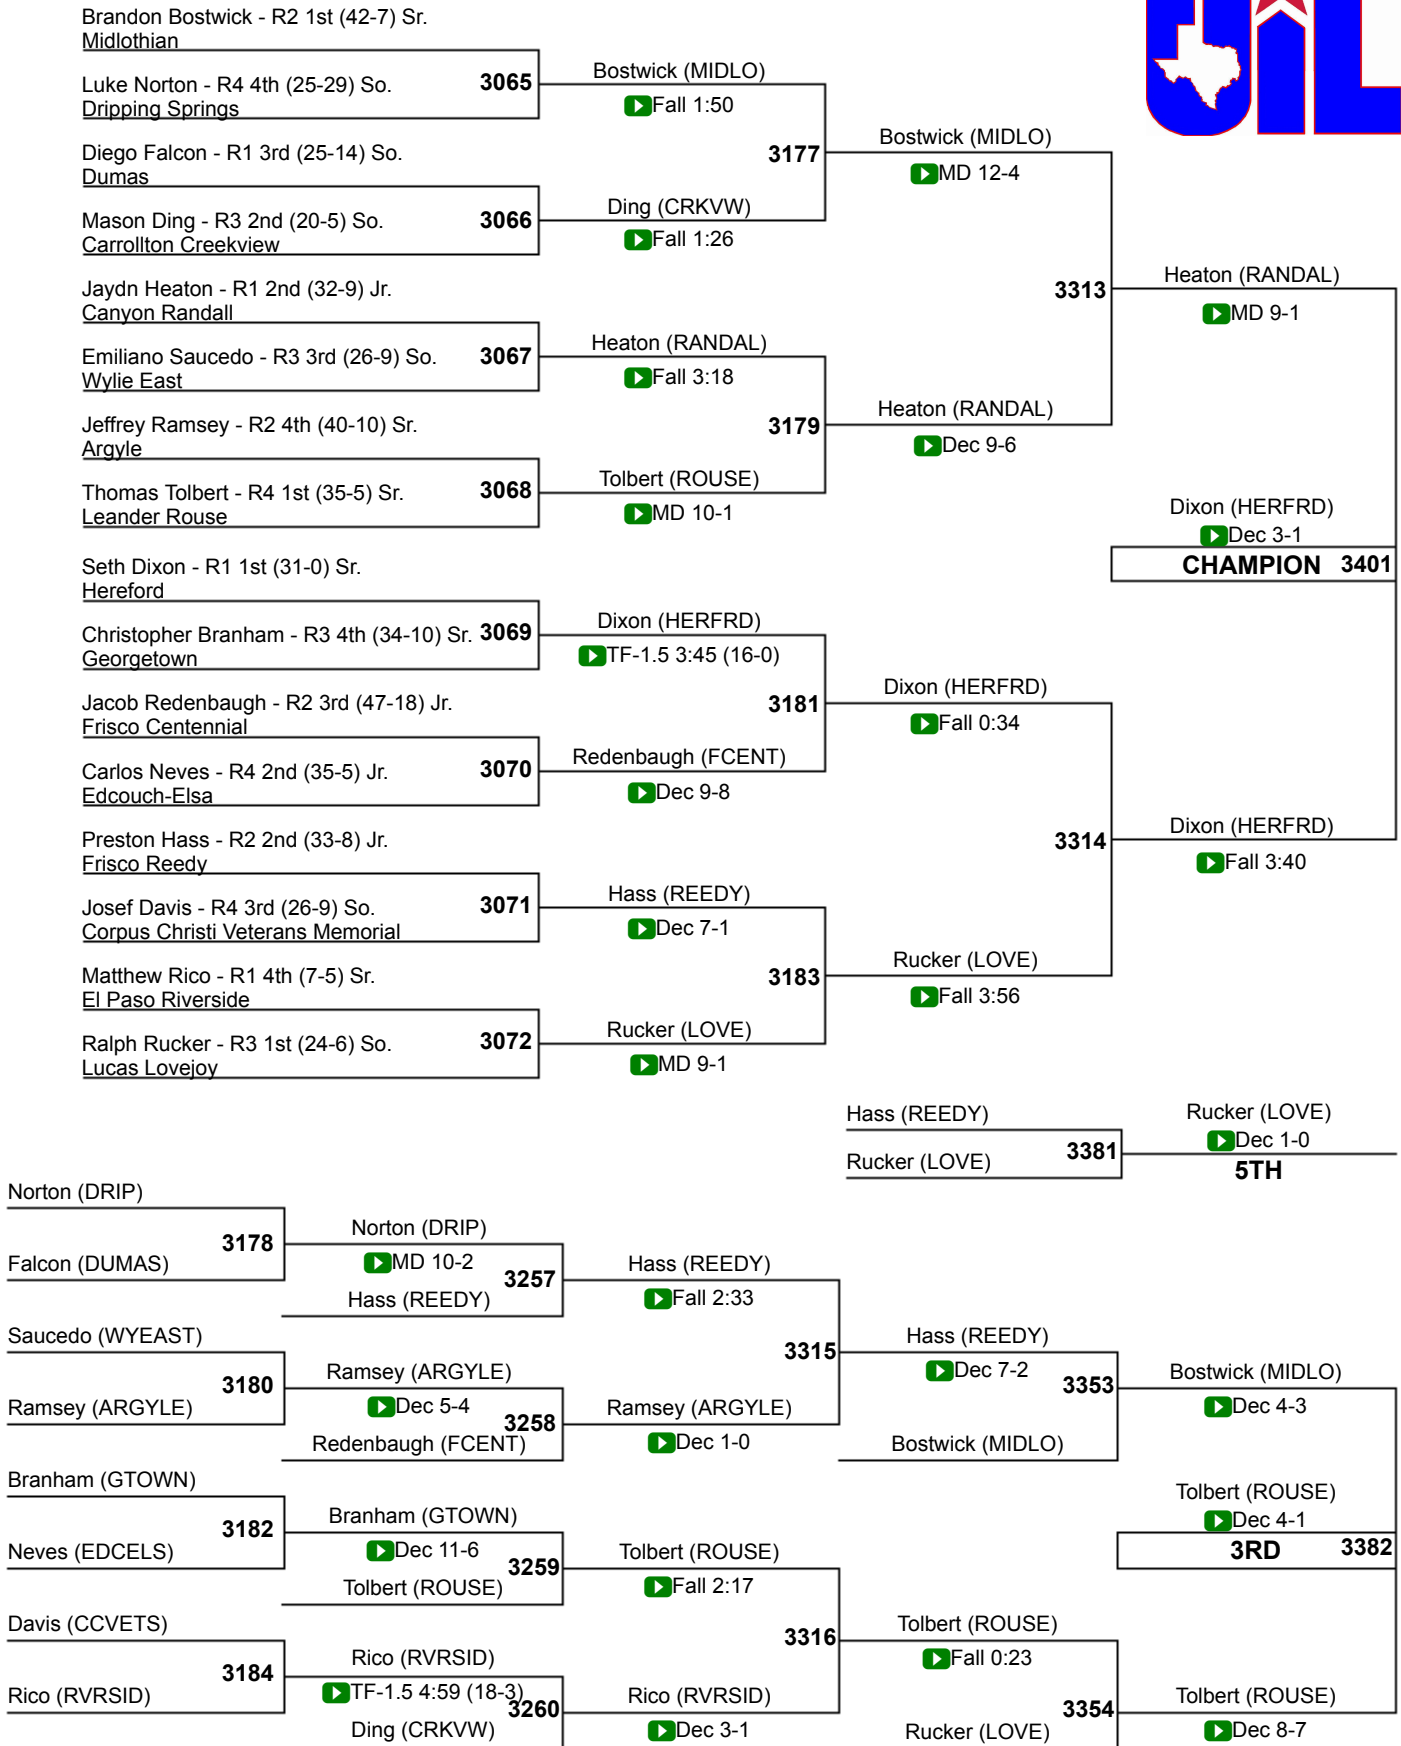 UIL
Brandon Bostwick - R2 1st (42-7) Sr.
Midlothian
3065
Luke Norton - R4 4th (25-29) So.
Dripping Springs
Bostwick (MIDLO)
Fall 1:50
3177
Diego Falcon - R1 3rd (25-14) So.
Dumas
3066
Mason Ding - R3 2nd (20-5) So.
Carrollton Creekview
Ding (CRKVW)
Fall 1:26
Bostwick (MIDLO)
MD 12-4
3313
Jaydn Heaton - R1 2nd (32-9) Jr.
Canyon Randall
3067
Emiliano Saucedo - R3 3rd (26-9) So.
Wylie East
Heaton (RANDAL)
Fall 3:18
3179
Jeffrey Ramsey - R2 4th (40-10) Sr.
Argyle
3068
Thomas Tolbert - R4 1st (35-5) Sr.
Leander Rouse
Tolbert (ROUSE)
MD 10-1
Heaton (RANDAL)
Dec 9-6
Heaton (RANDAL)
MD 9-1
Dixon (HERFRD)
Dec 3-1
CHAMPION 3401
Seth Dixon - R1 1st (31-0) Sr.
Hereford
3069
Christopher Branham - R3 4th (34-10) Sr.
Georgetown
Dixon (HERFRD)
TF-1.5 3:45 (16-0)
3181
Jacob Redenbaugh - R2 3rd (47-18) Jr.
Frisco Centennial
3070
Carlos Neves - R4 2nd (35-5) Jr.
Edcouch-Elsa
Redenbaugh (FCENT)
Dec 9-8
Dixon (HERFRD)
Fall 0:34
3314
Preston Hass - R2 2nd (33-8) Jr.
Frisco Reedy
3071
Josef Davis - R4 3rd (26-9) So.
Corpus Christi Veterans Memorial
Hass (REEDY)
Dec 7-1
3183
Matthew Rico - R1 4th (7-5) Sr.
El Paso Riverside
3072
Ralph Rucker - R3 1st (24-6) So.
Lucas Lovejoy
Rucker (LOVE)
MD 9-1
Rucker (LOVE)
Fall 3:56
Dixon (HERFRD)
Fall 3:40
Hass (REEDY)
Rucker (LOVE)
3381
Rucker (LOVE)
Dec 1-0
5TH
Norton (DRIP)
3178
Falcon (DUMAS)
Norton (DRIP)
MD 10-2
3257
Hass (REEDY)
Hass (REEDY)
Fall 2:33
3315
Saucedo (WYEAST)
3180
Ramsey (ARGYLE)
Ramsey (ARGYLE)
Dec 5-4
3258
Redenbaugh (FCENT)
Ramsey (ARGYLE)
Dec 1-0
Hass (REEDY)
Dec 7-2
3353
Bostwick (MIDLO)
Bostwick (MIDLO)
Dec 4-3
Tolbert (ROUSE)
Dec 4-1
3RD 3382
Branham (GTOWN)
3182
Neves (EDCELS)
Branham (GTOWN)
Dec 11-6
3259
Tolbert (ROUSE)
Tolbert (ROUSE)
Fall 2:17
3316
Davis (CCVETS)
3184
Rico (RVRSID)
Rico (RVRSID)
TF-1.5 4:59 (18-3)
3260
Ding (CRKVW)
Rico (RVRSID)
Dec 3-1
Tolbert (ROUSE)
Fall 0:23
3354
Rucker (LOVE)
Tolbert (ROUSE)
Dec 8-7